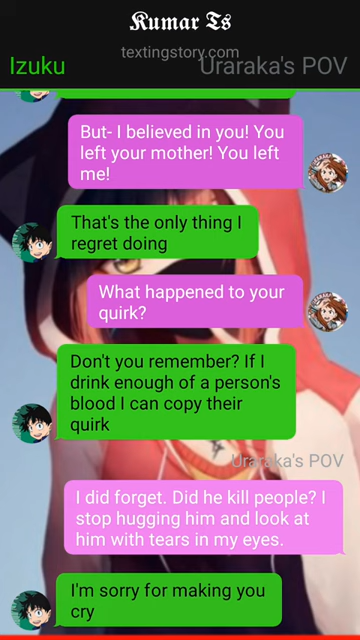 Kumar Ts
textingstory.com
Izuku
Uraraka's POV
But- I believed in you! You
left your mother! You left
me!
That's the only thing I
regret doing
What happened to your
quirk?
Don't you remember? If I
drink enough of a person's
blood I can copy their
quirk
Uraraka's POV
I did forget. Did he kill people? I
stop hugging him and look at
him with tears in my eyes.
I'm sorry for making you
cry